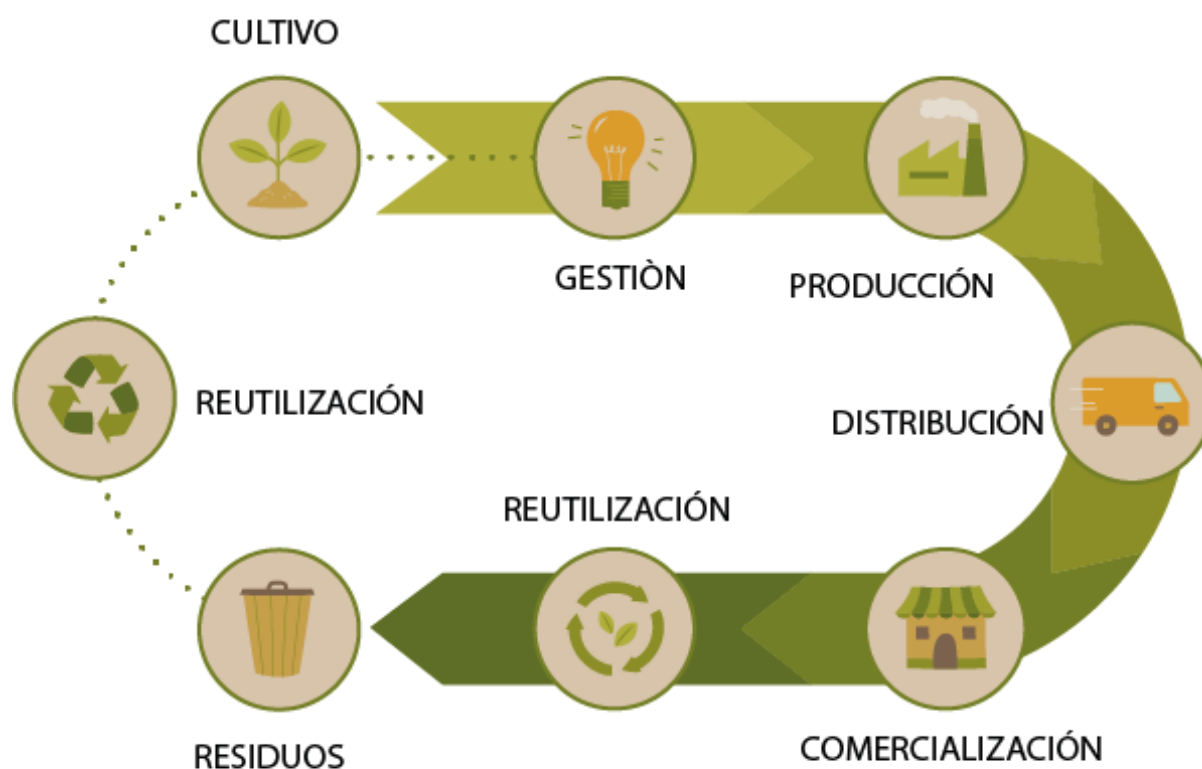 CULTIVO
GESTIÒN
PRODUCCIÓN
REUTILIZACIÓN
DISTRIBUCIÓN
REUTILIZACIÓN
RESIDUOS
COMERCIALIZACIÓN